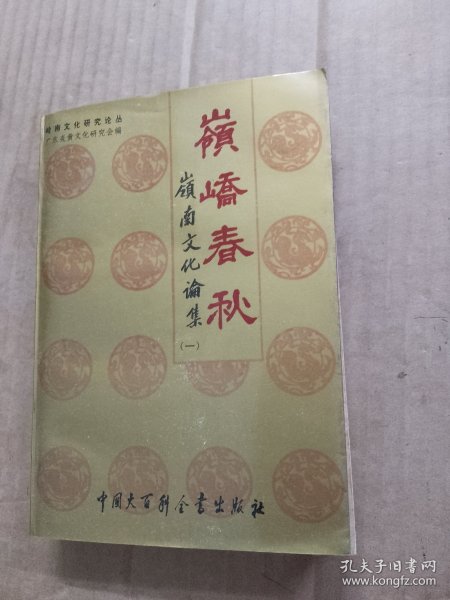 岭南文化研究论丛
广东炎黄文化研究会编
嶺嶠春秋
嶺南文化論集
(一)
中国大百科全書出版社
孔夫子旧书网
www.kongfz.com